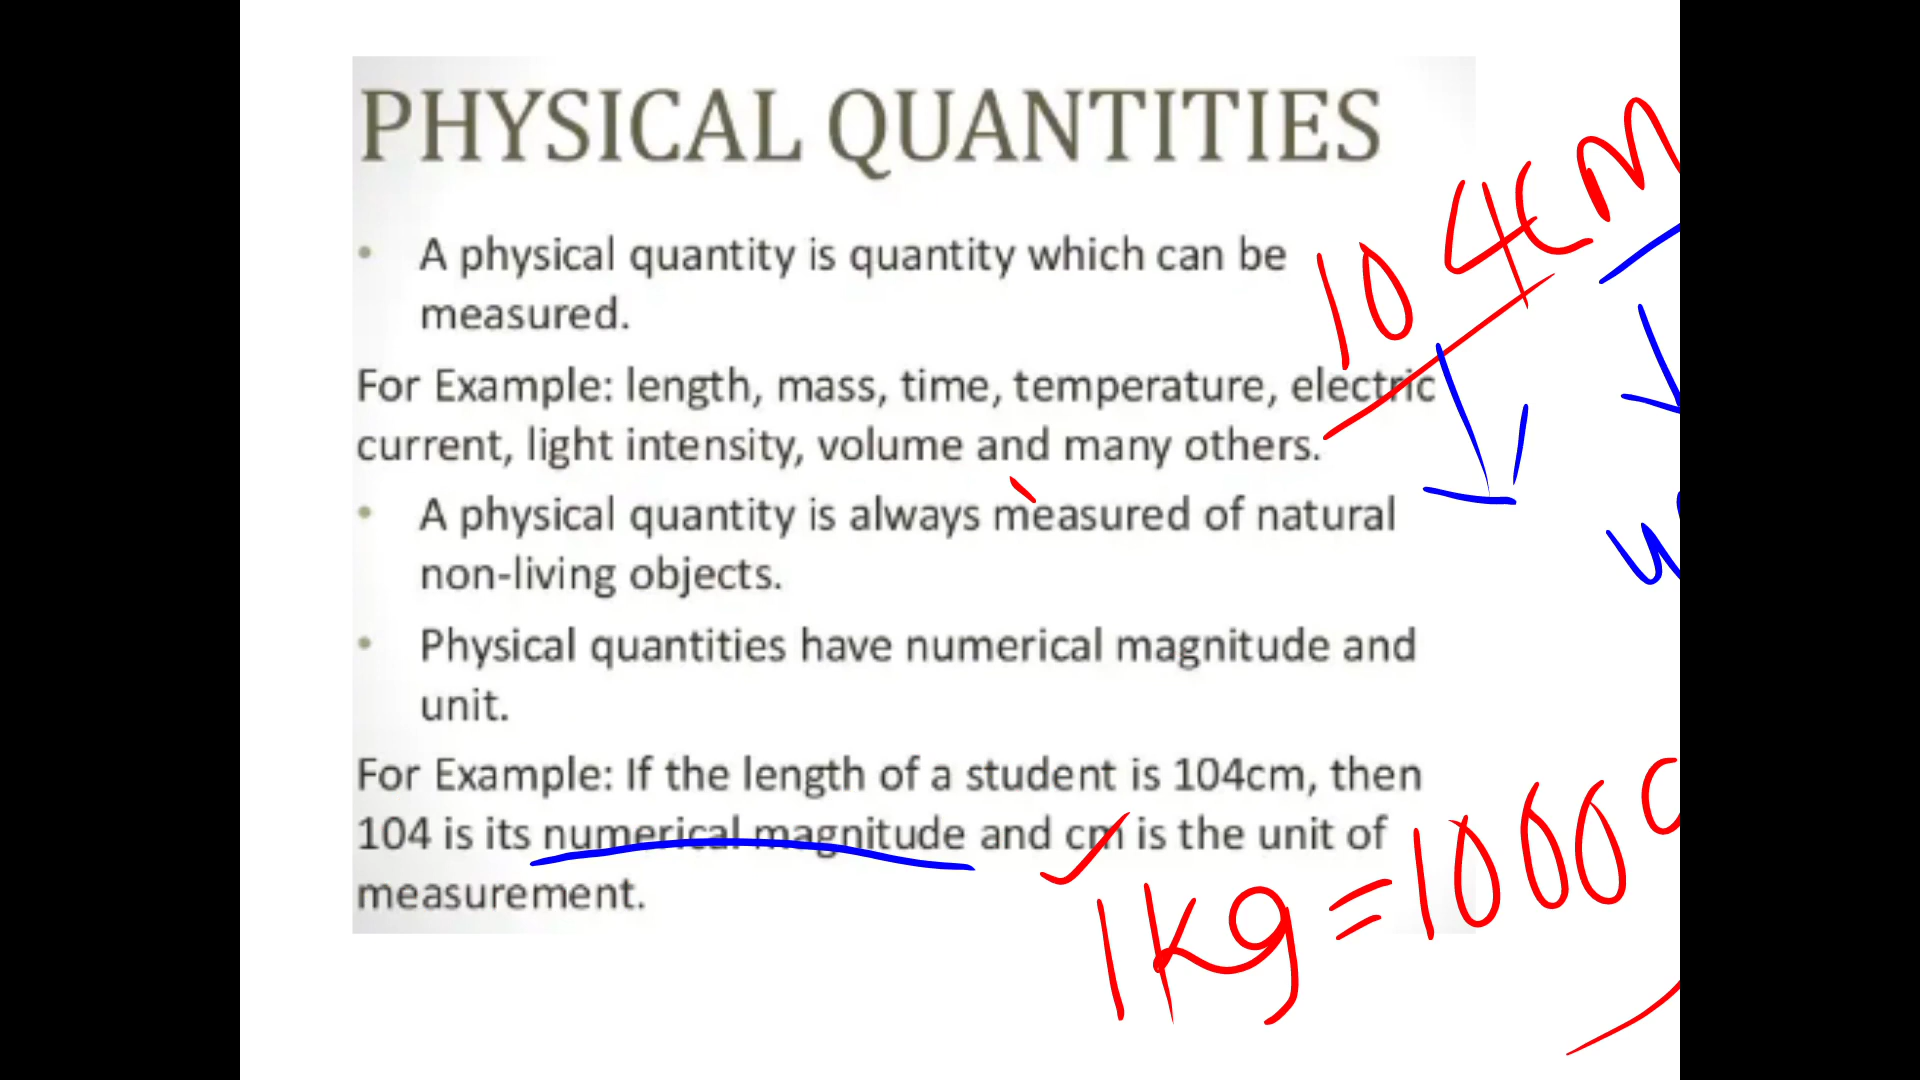 PHYSICAL QUANTITIES
104cm
• A physical quantity is quantity which can be
measured.
For Example: length, mass, time, temperature, electric
current, light intensity, volume and many others.
• A physical quantity is always measured of natural
non-living objects.
• Physical quantities have numerical magnitude and
unit.
For Example: If the length of a student is 104cm, then
104 is its numerical magnitude and cm is the unit of
measurement.
1kg=1000